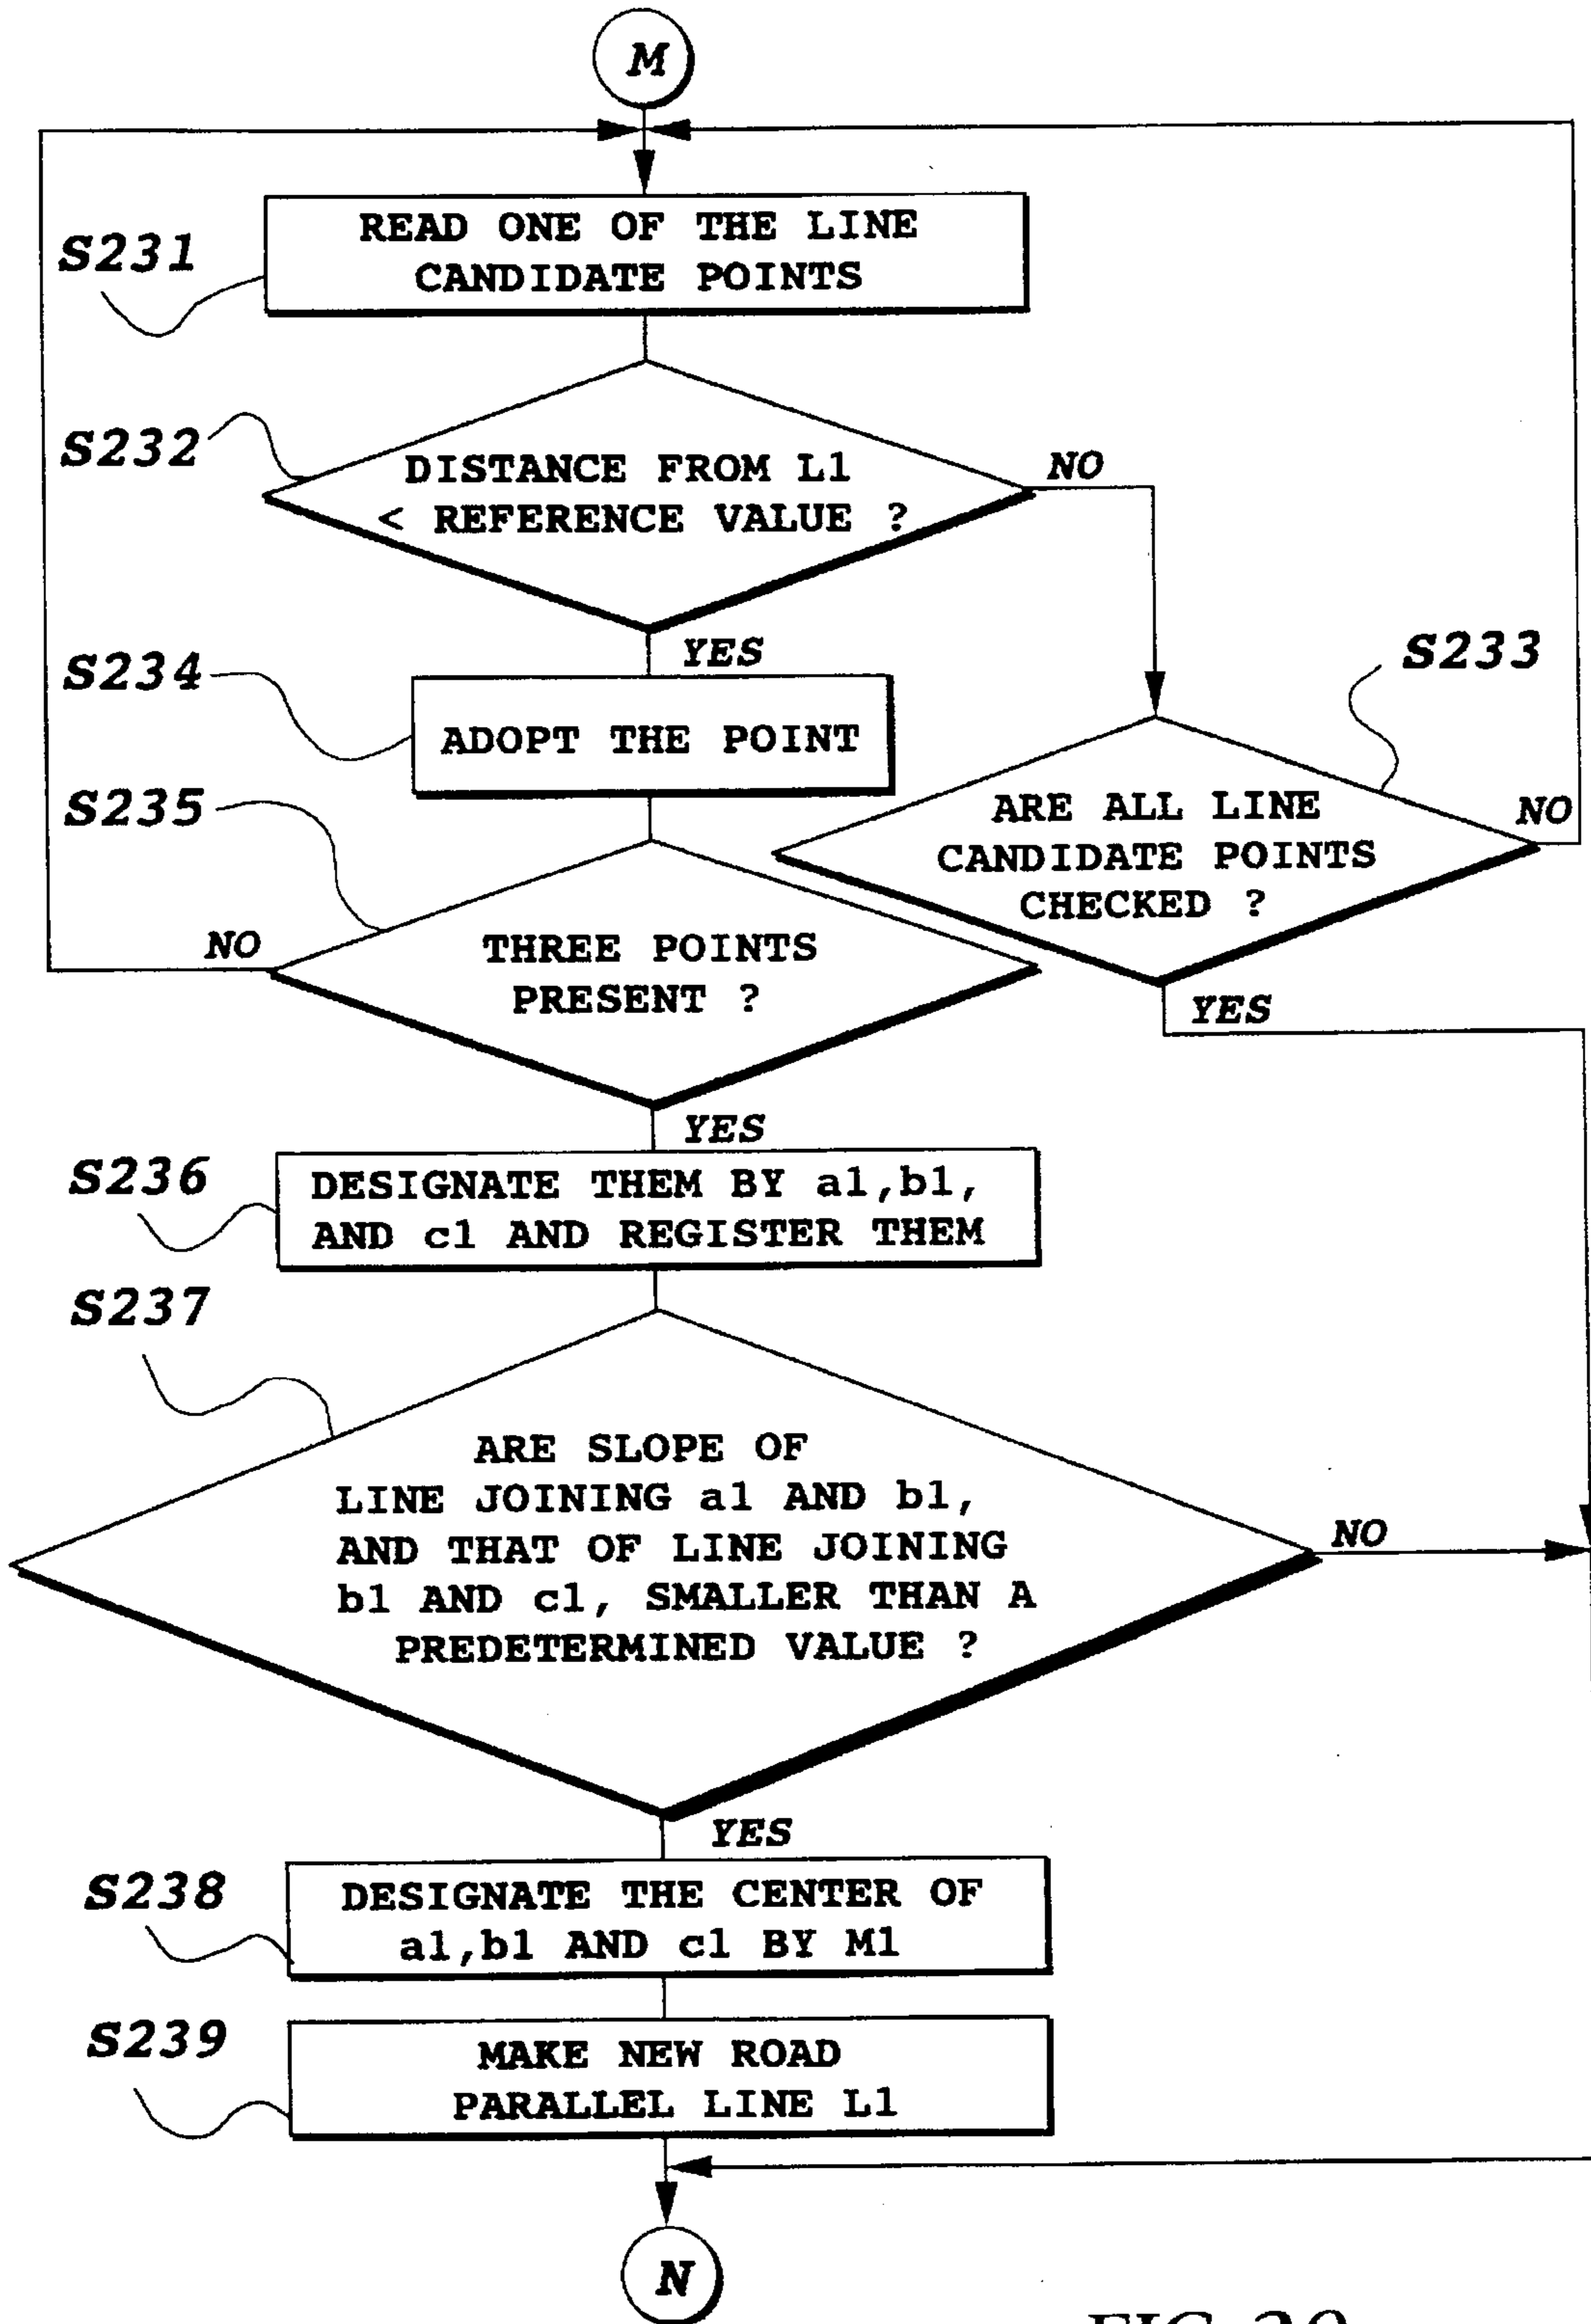 M
S231
READ ONE OF THE LINE
CANDIDATE POINTS
S232
DISTANCE FROM L1
< REFERENCE VALUE ?
NO
YES
S234
ADOPT THE POINT
S233
ARE ALL LINE
CANDIDATE POINTS
CHECKED ?
NO
YES
S235
THREE POINTS
PRESENT ?
NO
YES
S236
DESIGNATE THEM BY a1,b1,
AND c1 AND REGISTER THEM
S237
ARE SLOPE OF
LINE JOINING a1 AND b1,
AND THAT OF LINE JOINING
b1 AND c1, SMALLER THAN A
PREDETERMINED VALUE ?
NO
YES
S238
DESIGNATE THE CENTER OF
a1,b1 AND c1 BY M1
S239
MAKE NEW ROAD
PARALLEL LINE L1
N